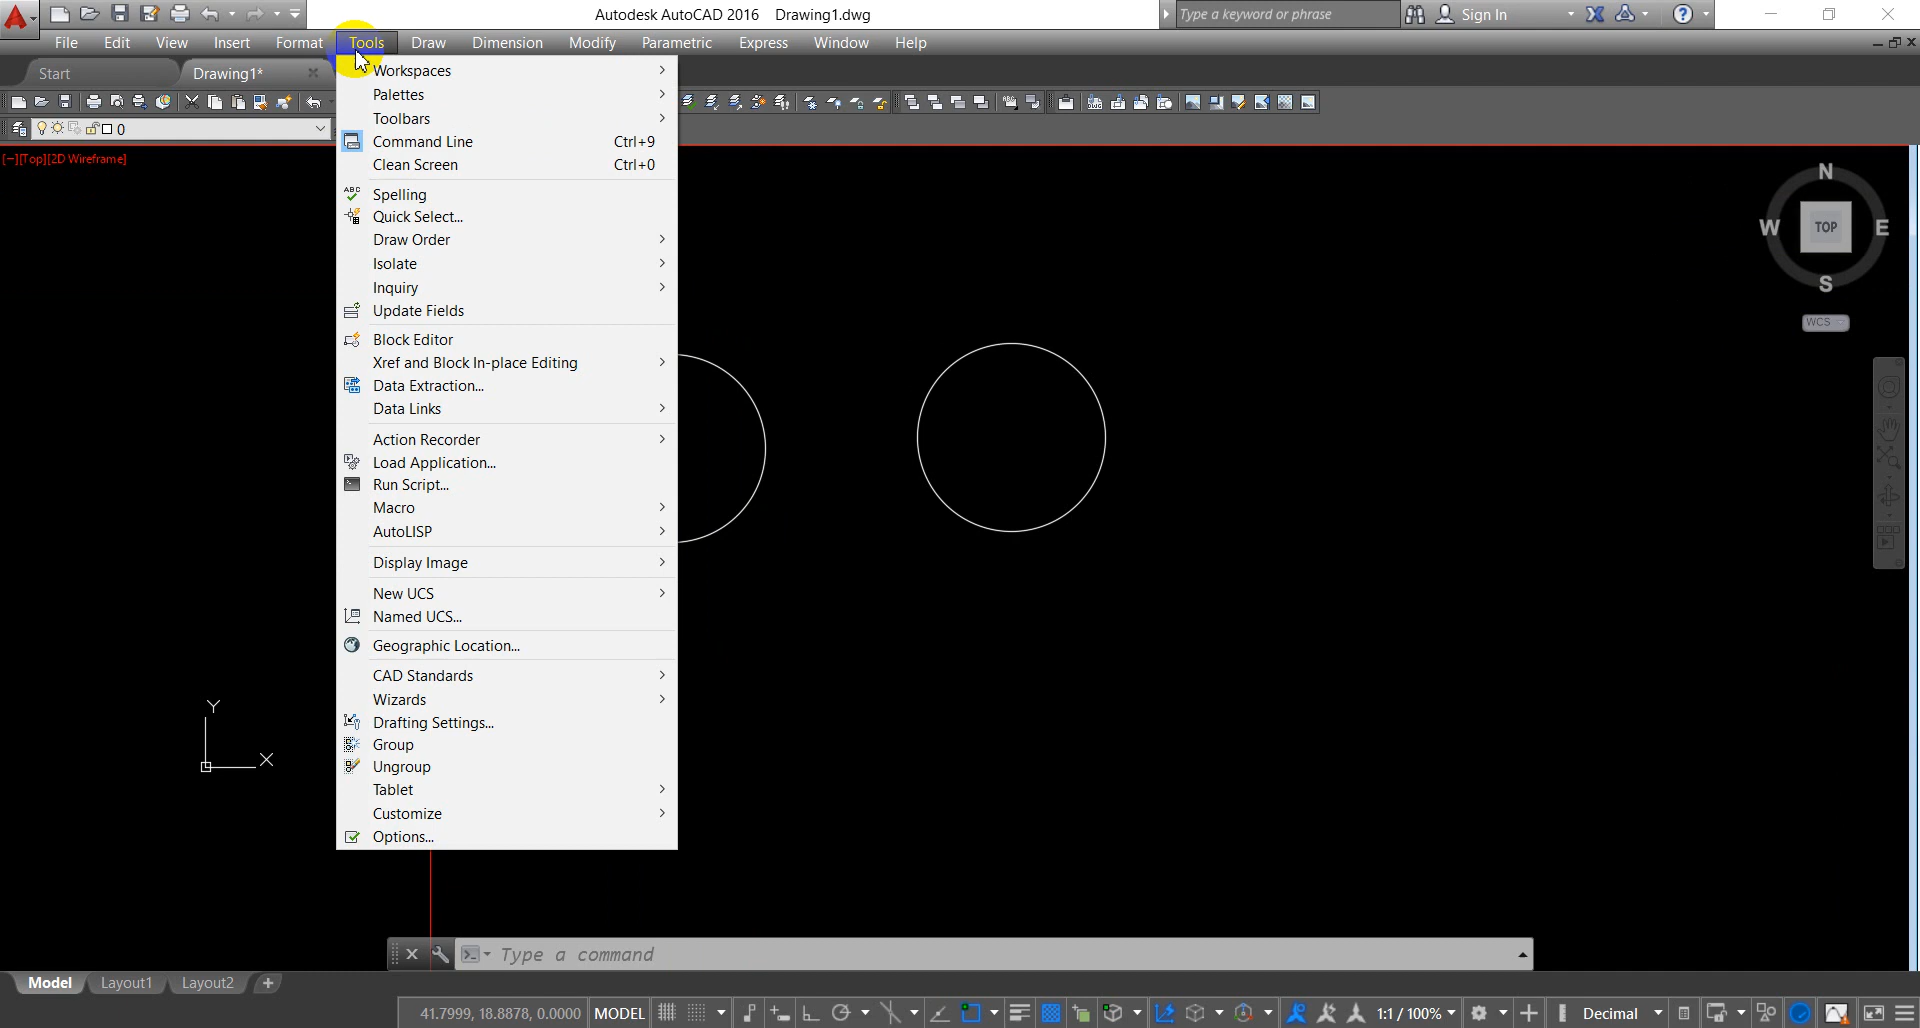 Autodesk AutoCAD 2016 Drawing1.dwg
Type a keyword or phrase
Sign In
File Edit View Insert Format Tools Draw Dimension Modify Parametric Express Window Help
Start
Drawing1*
0
[−][Top][2D Wireframe]
Workspaces
Palettes
Toolbars
Command Line Ctrl+9
Clean Screen Ctrl+0
ABC Spelling
Quick Select...
Draw Order
Isolate
Inquiry
Update Fields
Block Editor
Xref and Block In-place Editing
Data Extraction...
Data Links
Action Recorder
Load Application...
Run Script...
Macro
AutoLISP
Display Image
New UCS
Named UCS...
Geographic Location...
CAD Standards
Wizards
Drafting Settings...
Group
Ungroup
Tablet
Customize
Options...
N
W TOP E
S
WCS
Y
X
Type a command
Model Layout1 Layout2 +
41.7999, 18.8878, 0.0000 MODEL 1:1 / 100% Decimal